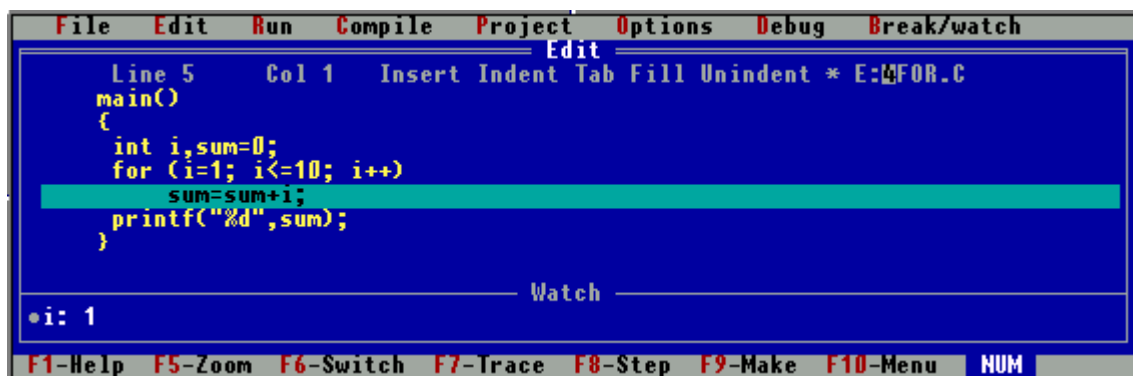 File Edit Run Compile Project Options Debug Break/watch
Edit
Line 5 Col 1 Insert Indent Tab Fill Unindent * E:4FOR.C
main()
{
int i,sum=0;
for (i=1; i<=10; i++)
sum=sum+i;
printf("%d",sum);
}
Watch
•i: 1
F1-Help F5-Zoom F6-Switch F7-Trace F8-Step F9-Make F10-Menu NUM